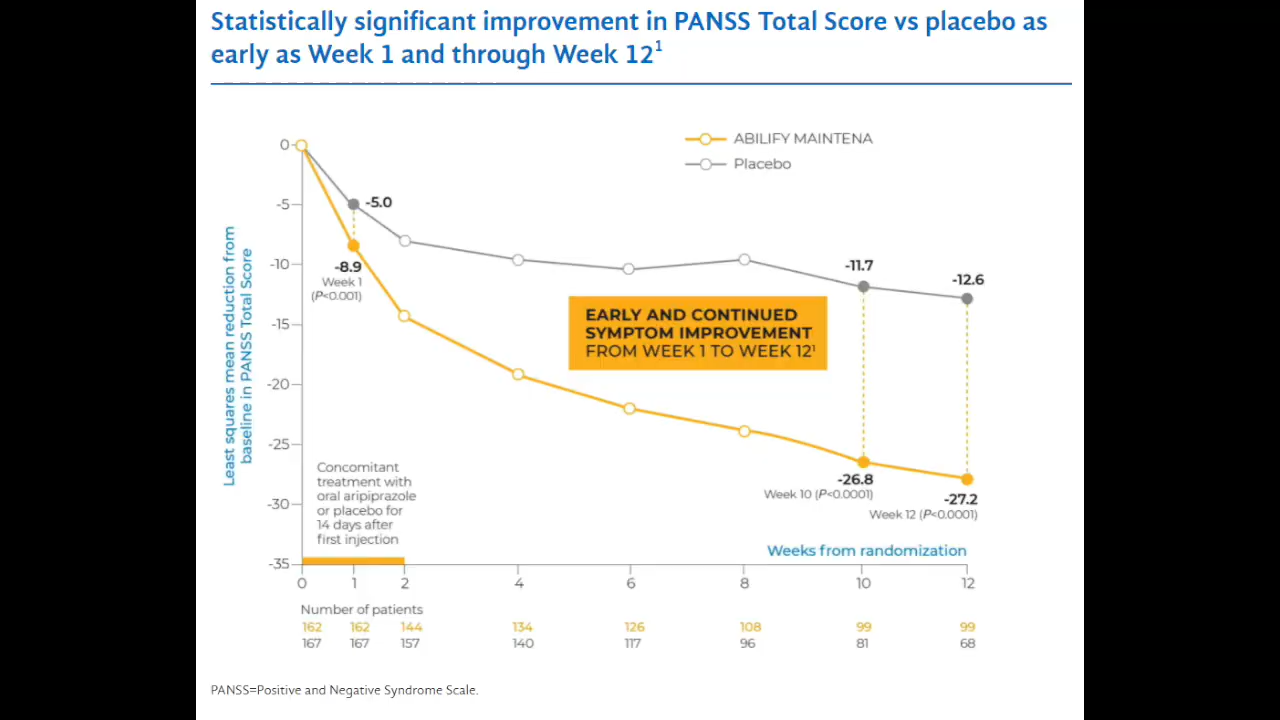 Statistically significant improvement in PANSS Total Score vs placebo as
early as Week 1 and through Week 12¹
ABILIFY MAINTENA
Placebo
Least squares mean reduction from
baseline in PANSS Total Score
0
-5
-10
-15
-20
-25
-30
-35
-5.0
-8.9
Week 1
(P<0.001)
-11.7
-12.6
EARLY AND CONTINUED
SYMPTOM IMPROVEMENT
FROM WEEK 1 TO WEEK 12¹
-26.8
Week 10 (P<0.0001)
-27.2
Week 12 (P<0.0001)
Concomitant
treatment with
oral aripiprazole
or placebo for
14 days after
first injection
Weeks from randomization
0 1 2 4 6 8 10 12
Number of patients
162 162 144 134 126 108 99 99
167 167 157 140 117 96 81 68
PANSS=Positive and Negative Syndrome Scale.